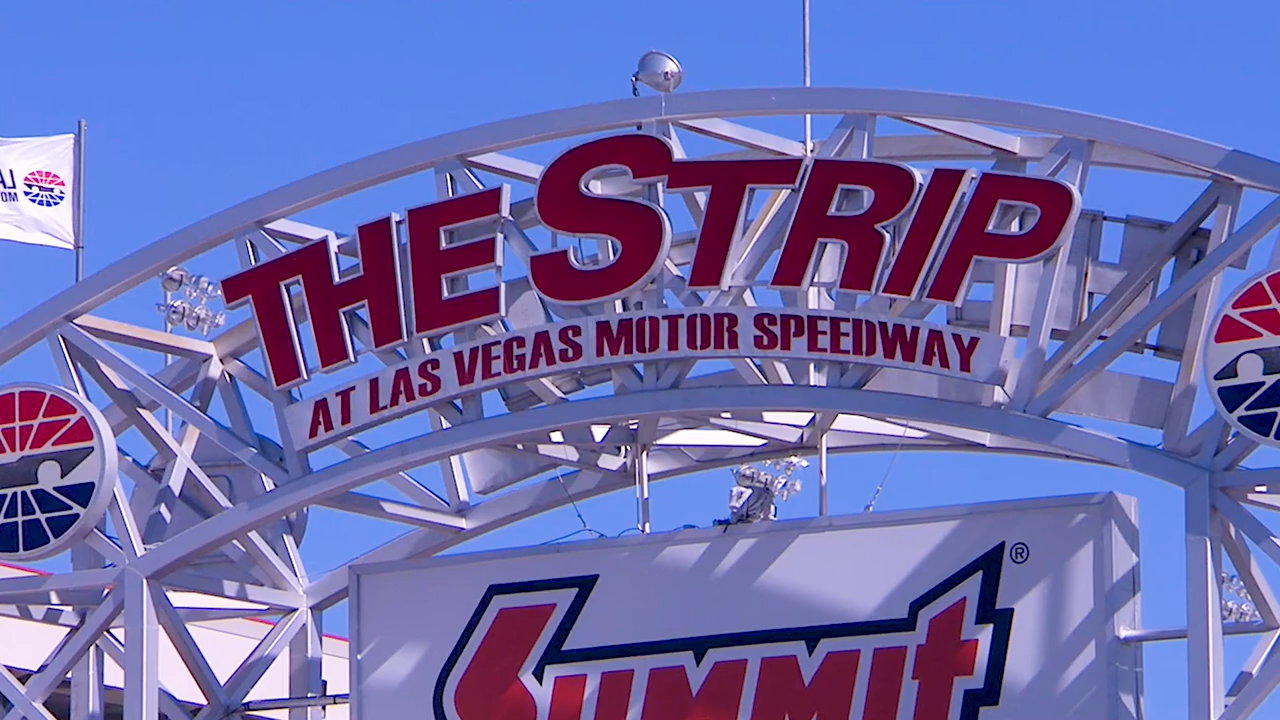 THE STRIP
AT LAS VEGAS MOTOR SPEEDWAY
SUMMIT ®